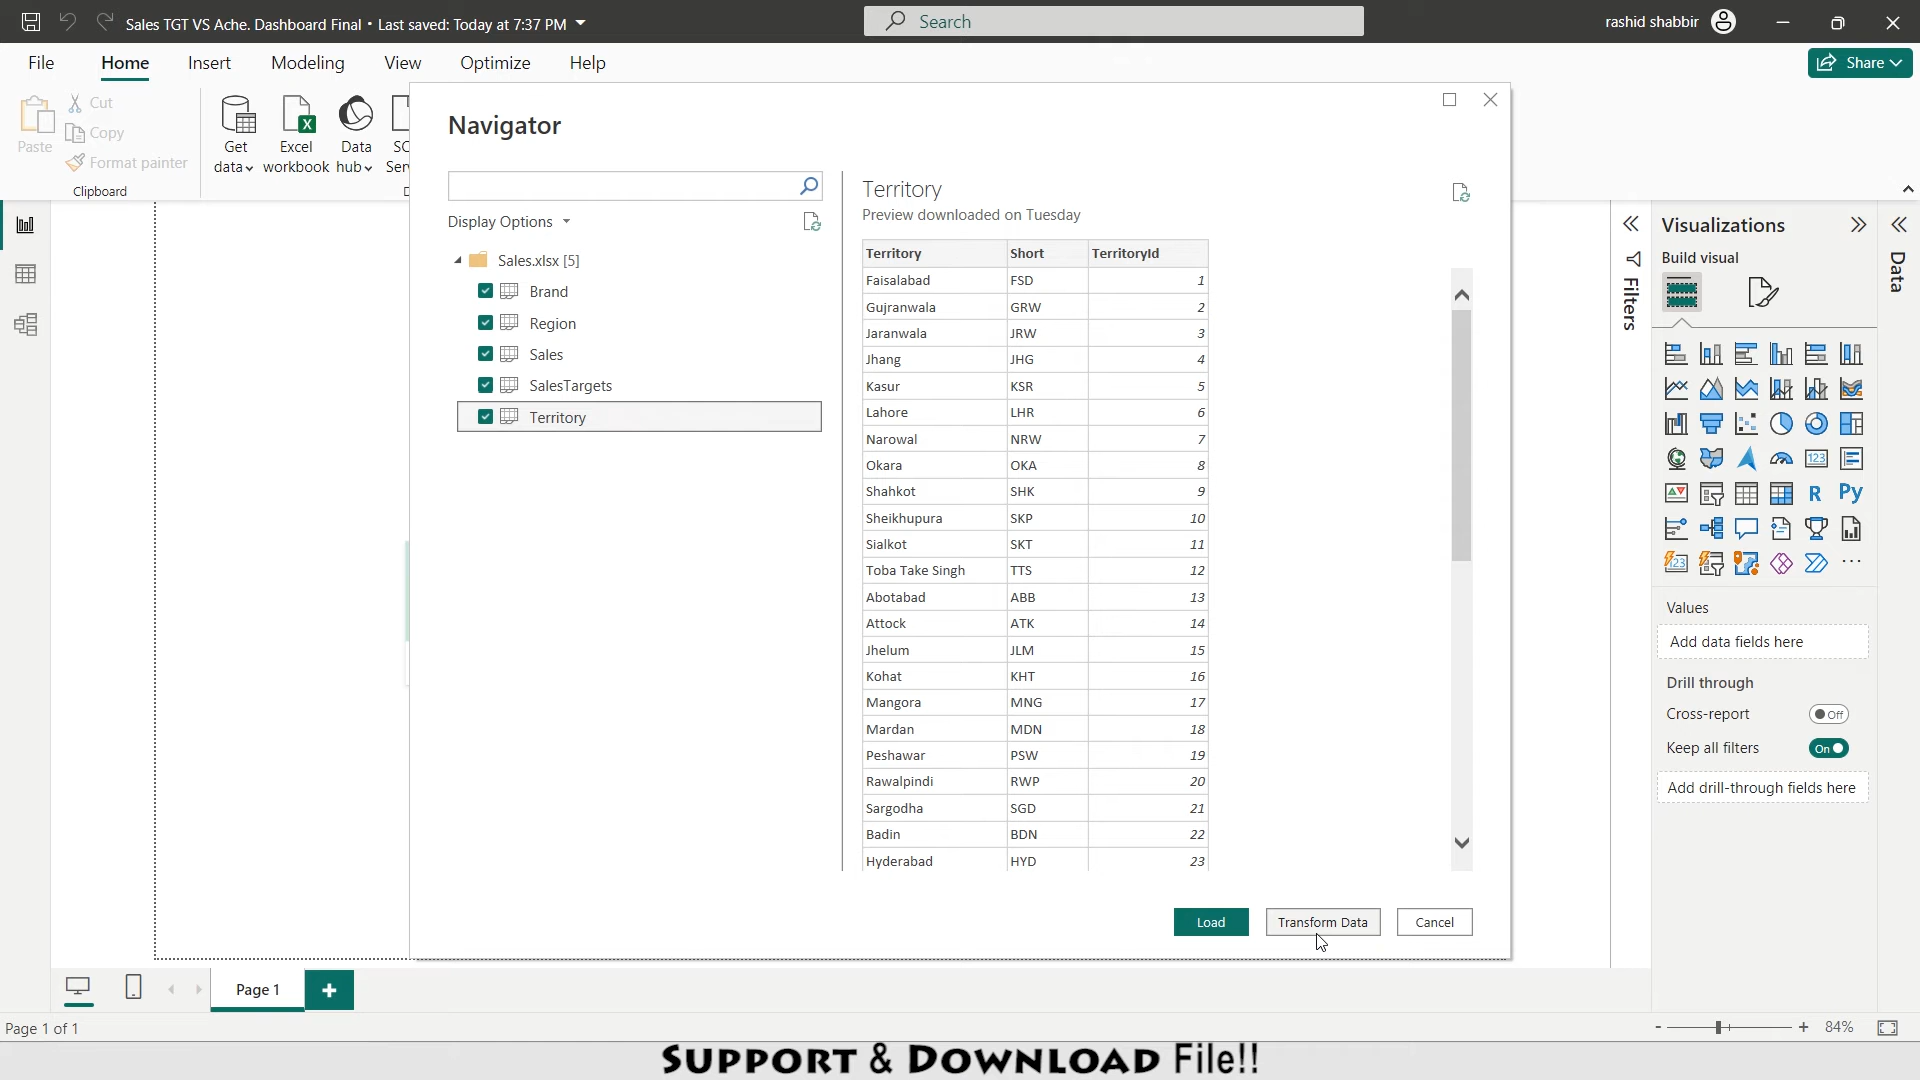 Sales TGT VS Ache. Dashboard Final • Last saved: Today at 7:37 PM
Search
rashid shabbir
File
Home
Insert
Modeling
View
Optimize
Help
Share
Paste
Cut
Copy
Format painter
Clipboard
Get
data
Excel
workbook
Data
hub
Navigator
Display Options
Sales.xlsx [5]
Brand
Region
Sales
SalesTargets
Territory
Territory
Preview downloaded on Tuesday
Territory Short TerritoryId
Faisalabad FSD 1
Gujranwala GRW 2
Jaranwala JRW 3
Jhang JHG 4
Kasur KSR 5
Lahore LHR 6
Narowal NRW 7
Okara OKA 8
Shahkot SHK 9
Sheikhupura SKP 10
Sialkot SKT 11
Toba Take Singh TTS 12
Abotabad ABB 13
Attock ATK 14
Jhelum JLM 15
Kohat KHT 16
Mangora MNG 17
Mardan MDN 18
Peshawar PSW 19
Rawalpindi RWP 20
Sargodha SGD 21
Badin BDN 22
Hyderabad HYD 23
Load
Transform Data
Cancel
Filters
Visualizations
Build visual
123
R
Py
123
Values
Add data fields here
Drill through
Cross-report
Off
Keep all filters
On
Add drill-through fields here
Data
Page 1
Page 1 of 1
84%
Support & Download File!!